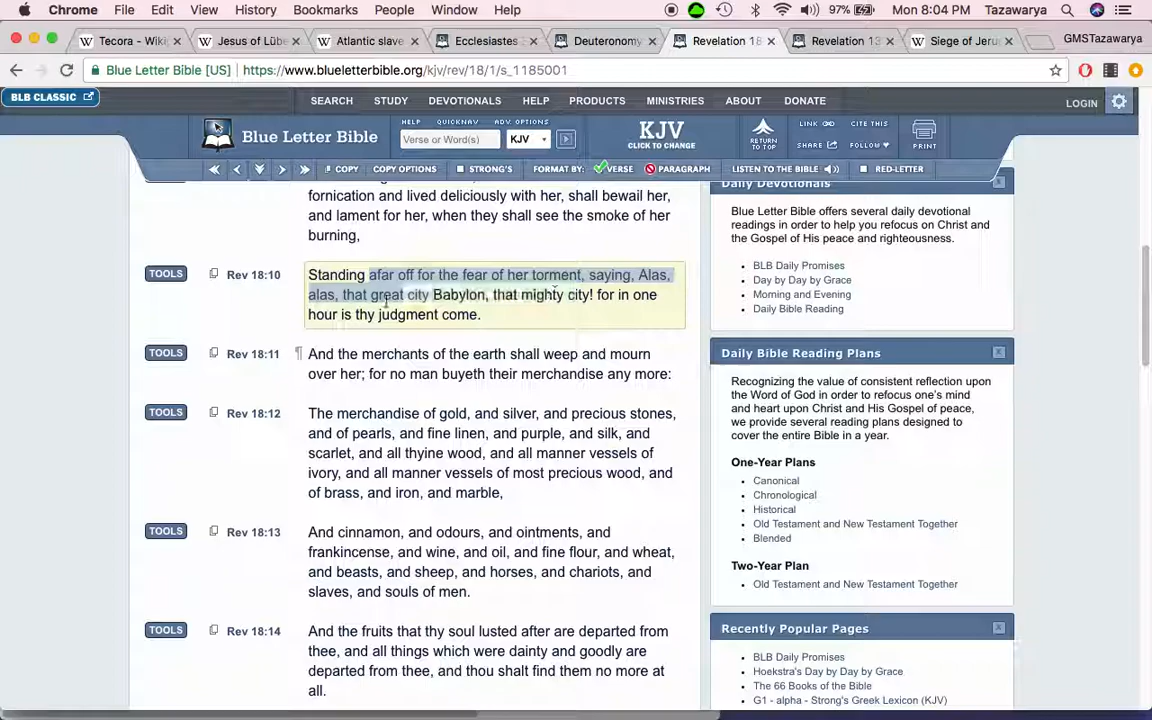 Chrome File Edit View History Bookmarks People Window Help 97% Mon 8:04 PM Tazawarya
Tecora - Wiki Jesus of Lübe Atlantic slave Ecclesiastes Deuteronomy Revelation 18 Revelation 13 Siege of Jerus GMSTazawarya
Blue Letter Bible [US] https://www.blueletterbible.org/kjv/rev/18/1/s_1185001
BLB CLASSIC
SEARCH STUDY DEVOTIONALS HELP PRODUCTS MINISTRIES ABOUT DONATE LOGIN
HELP QUICKNAV ADV. OPTIONS
Blue Letter Bible Verse or Word(s) KJV
KJV
CLICK TO CHANGE
RETURN TO TOP
LINK CITE THIS
SHARE FOLLOW
PRINT
COPY COPY OPTIONS STRONG'S FORMAT BY: VERSE PARAGRAPH LISTEN TO THE BIBLE RED-LETTER
fornication and lived deliciously with her, shall bewail her,
and lament for her, when they shall see the smoke of her
burning,
TOOLS Rev 18:10 Standing afar off for the fear of her torment, saying, Alas,
alas, that great city Babylon, that mighty city! for in one
hour is thy judgment come.
TOOLS Rev 18:11 ¶ And the merchants of the earth shall weep and mourn
over her; for no man buyeth their merchandise any more:
TOOLS Rev 18:12 The merchandise of gold, and silver, and precious stones,
and of pearls, and fine linen, and purple, and silk, and
scarlet, and all thyine wood, and all manner vessels of
ivory, and all manner vessels of most precious wood, and
of brass, and iron, and marble,
TOOLS Rev 18:13 And cinnamon, and odours, and ointments, and
frankincense, and wine, and oil, and fine flour, and wheat,
and beasts, and sheep, and horses, and chariots, and
slaves, and souls of men.
TOOLS Rev 18:14 And the fruits that thy soul lusted after are departed from
thee, and all things which were dainty and goodly are
departed from thee, and thou shalt find them no more at
all.
Daily Devotionals
Blue Letter Bible offers several daily devotional
readings in order to help you refocus on Christ and
the Gospel of His peace and righteousness.
BLB Daily Promises
Day by Day by Grace
Morning and Evening
Daily Bible Reading
Daily Bible Reading Plans
Recognizing the value of consistent reflection upon
the Word of God in order to refocus one's mind
and heart upon Christ and His Gospel of peace,
we provide several reading plans designed to
cover the entire Bible in a year.
One-Year Plans
Canonical
Chronological
Historical
Old Testament and New Testament Together
Blended
Two-Year Plan
Old Testament and New Testament Together
Recently Popular Pages
BLB Daily Promises
Hoekstra's Day by Day by Grace
The 66 Books of the Bible
G1 - alpha - Strong's Greek Lexicon (KJV)